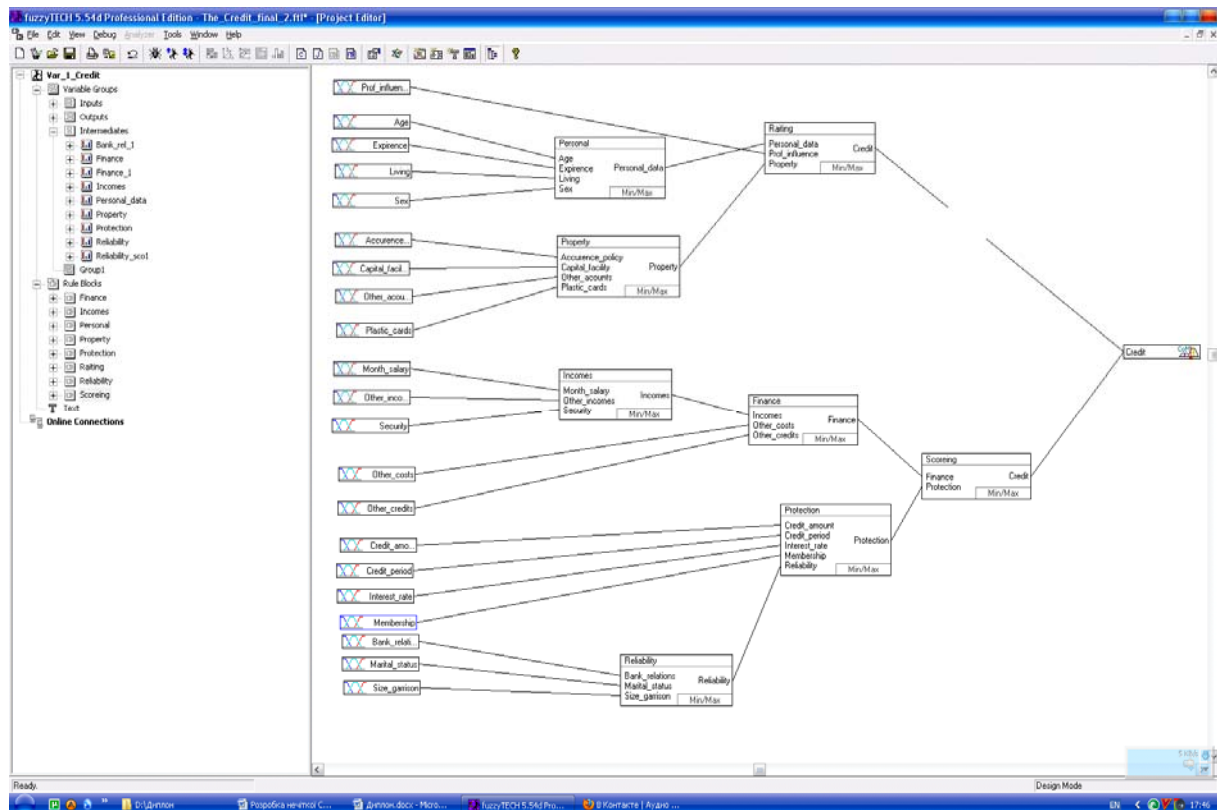 fuzzyTECH 5.54d Professional Edition - The_Credit_final_2.ftl* - [Project Editor]
File Edit View Debug Analyzer Tools Window Help
Var_1_Credit
Variable Groups
Inputs
Outputs
Intermediates
Bank_rel_1
Finance
Finance_1
Incomes
Personal_data
Property
Protection
Reliability
Reliability_sco1
Group1
Rule Blocks
Finance
Incomes
Personal
Property
Protection
Raiting
Reliability
Scoreing
Text
Online Connections
Prof_influen...
Age
Expirence
Living
Sex
Accurence...
Capital_facil...
Other_acou...
Plastic_cards
Month_salary
Other_inco...
Security
Other_costs
Other_credits
Credit_amo...
Credit_period
Interest_rate
Membership
Bank_relati...
Marital_status
Size_garrison
Personal
Age
Expirence Personal_data
Living
Sex
Min/Max
Property
Accurence_policy
Capital_facility Property
Other_acounts
Plastic_cards
Min/Max
Raiting
Personal_data Credit
Prof_influence
Property
Min/Max
Incomes
Month_salary Incomes
Other_incomes
Security
Min/Max
Finance
Incomes Finance
Other_costs
Other_credits
Min/Max
Scoreing
Finance Credit
Protection
Min/Max
Protection
Credit_amount
Credit_period Protection
Interest_rate
Membership
Reliability
Min/Max
Reliability
Bank_relations Reliability
Marital_status
Size_garrison
Min/Max
Credit
Ready.
Design Mode
D:\Диплом
Розробка нечіткої С...
Диплом.docx - Micro...
fuzzyTECH 5.54d Pro...
В Контакте | Аудио ...
EN
17:46